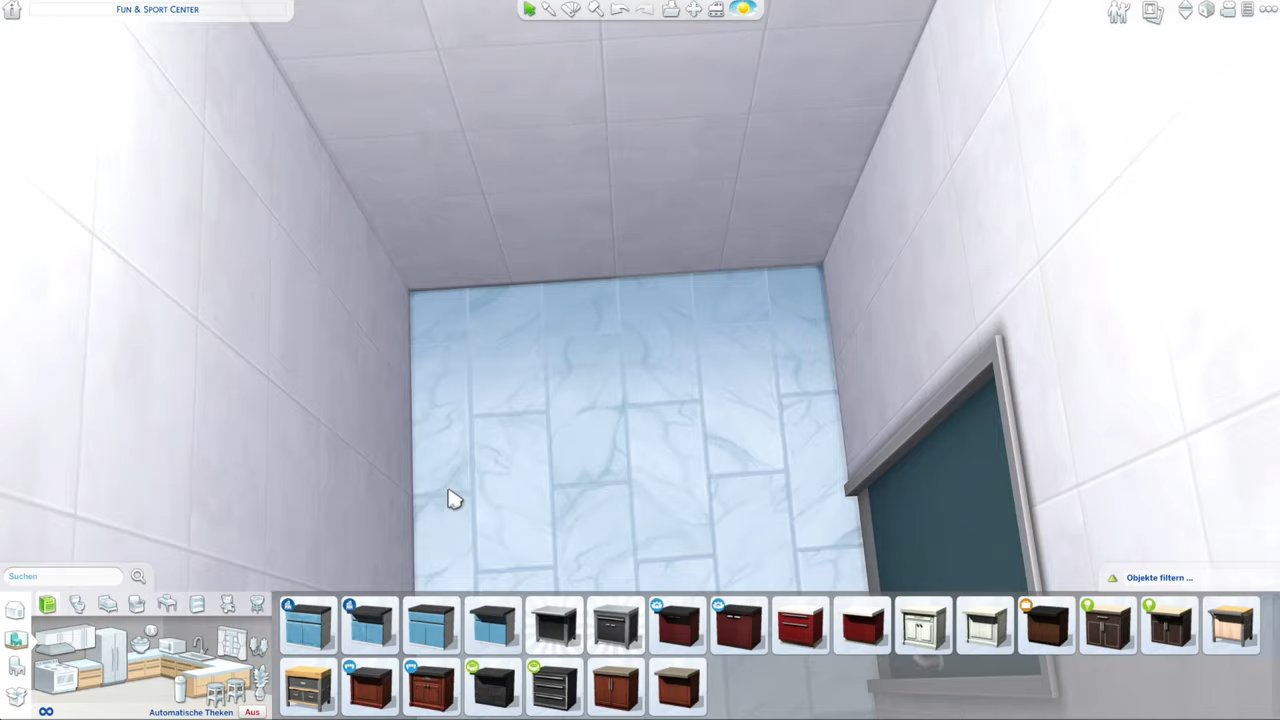 Fun & Sport Center
Suchen
Objekte filtern ...
Automatische Theken Aus